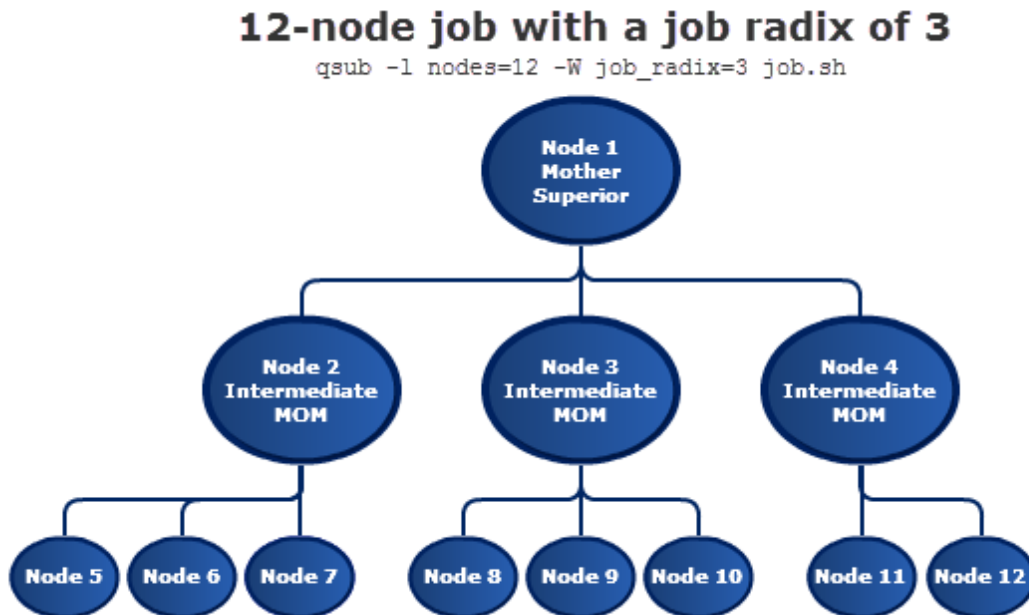 12-node job with a job radix of 3
qsub -l nodes=12 -W job_radix=3 job.sh
Node 1
Mother
Superior
Node 2
Intermediate
MOM
Node 3
Intermediate
MOM
Node 4
Intermediate
MOM
Node 5
Node 6
Node 7
Node 8
Node 9
Node 10
Node 11
Node 12